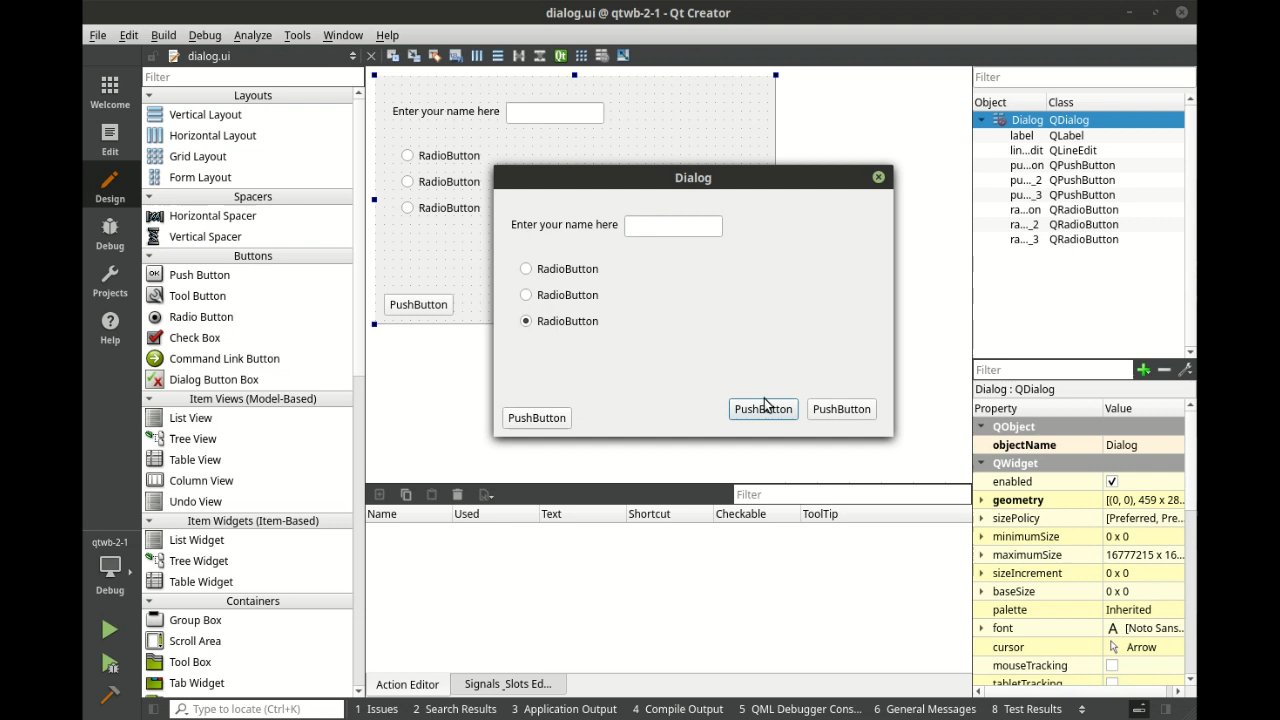 dialog.ui @ qtwb-2-1 - Qt Creator
File Edit Build Debug Analyze Tools Window Help
dialog.ui
Welcome
Edit
Design
Debug
Projects
Help
qtwb-2-1
Debug
Filter
Layouts
Vertical Layout
Horizontal Layout
Grid Layout
Form Layout
Spacers
Horizontal Spacer
Vertical Spacer
Buttons
OK Push Button
Tool Button
Radio Button
Check Box
Command Link Button
Dialog Button Box
Item Views (Model-Based)
List View
Tree View
Table View
Column View
Undo View
Item Widgets (Item-Based)
List Widget
Tree Widget
Table Widget
Containers
Group Box
Scroll Area
Tool Box
Tab Widget
Enter your name here
RadioButton
RadioButton
RadioButton
PushButton
Dialog
Enter your name here
RadioButton
RadioButton
RadioButton
PushButton PushButton PushButton
Filter
Name Used Text Shortcut Checkable ToolTip
Action Editor Signals _Slots Ed...
Filter
Object Class
Dialog QDialog
label QLabel
lin...dit QLineEdit
pu...on QPushButton
pu..._2 QPushButton
pu..._3 QPushButton
ra...on QRadioButton
ra..._2 QRadioButton
ra..._3 QRadioButton
Filter
Dialog : QDialog
Property Value
QObject
objectName Dialog
QWidget
enabled
geometry [(0, 0), 459 x 28...
sizePolicy [Preferred, Pre...
minimumSize 0 x 0
maximumSize 16777215 x 16...
sizeIncrement 0 x 0
baseSize 0 x 0
palette Inherited
font A [Noto Sans...
cursor Arrow
mouseTracking
tabletTracking
Type to locate (Ctrl+K) 1 Issues 2 Search Results 3 Application Output 4 Compile Output 5 QML Debugger Cons... 6 General Messages 8 Test Results